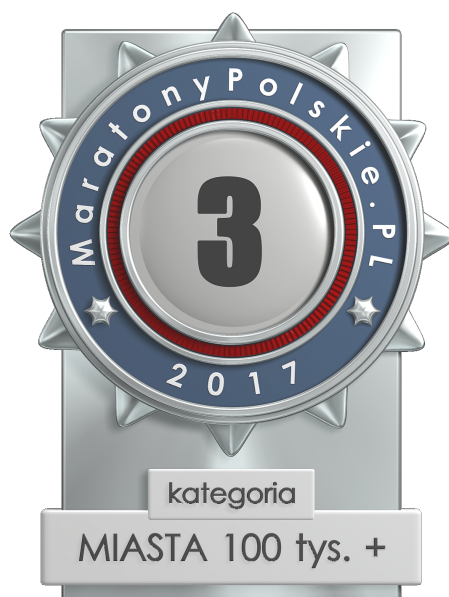 MaratonyPolskie.PL
3
2017
kategoria
MIASTA 100 tys. +